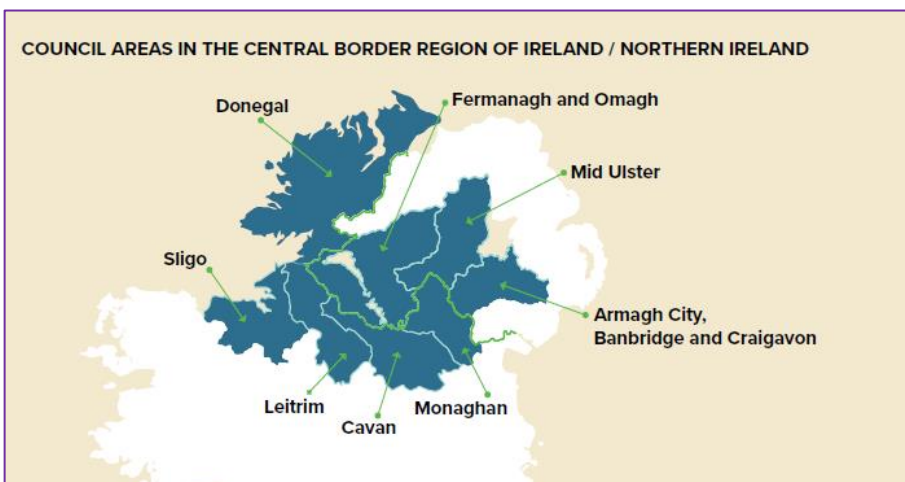 COUNCIL AREAS IN THE CENTRAL BORDER REGION OF IRELAND / NORTHERN IRELAND
Donegal
Fermanagh and Omagh
Mid Ulster
Sligo
Armagh City,
Banbridge and Craigavon
Leitrim
Cavan
Monaghan